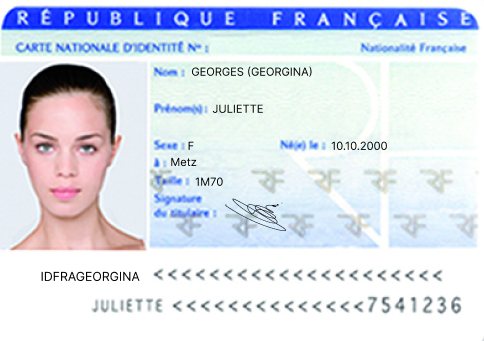 RÉPUBLIQUE FRANÇAISE
CARTE NATIONALE D'IDENTITÉ Nº : Nationalité Française
Nom : GEORGES (GEORGINA)
Prénom(s) : JULIETTE
Sexe : F Né(e) le : 10.10.2000
à : Metz
Taille : 1M70
Signature
du titulaire :
IDFRAGEORGINA <<<<<<<<<<<<<<<<<<<<<<
JULIETTE <<<<<<<<<<<<<<7541236